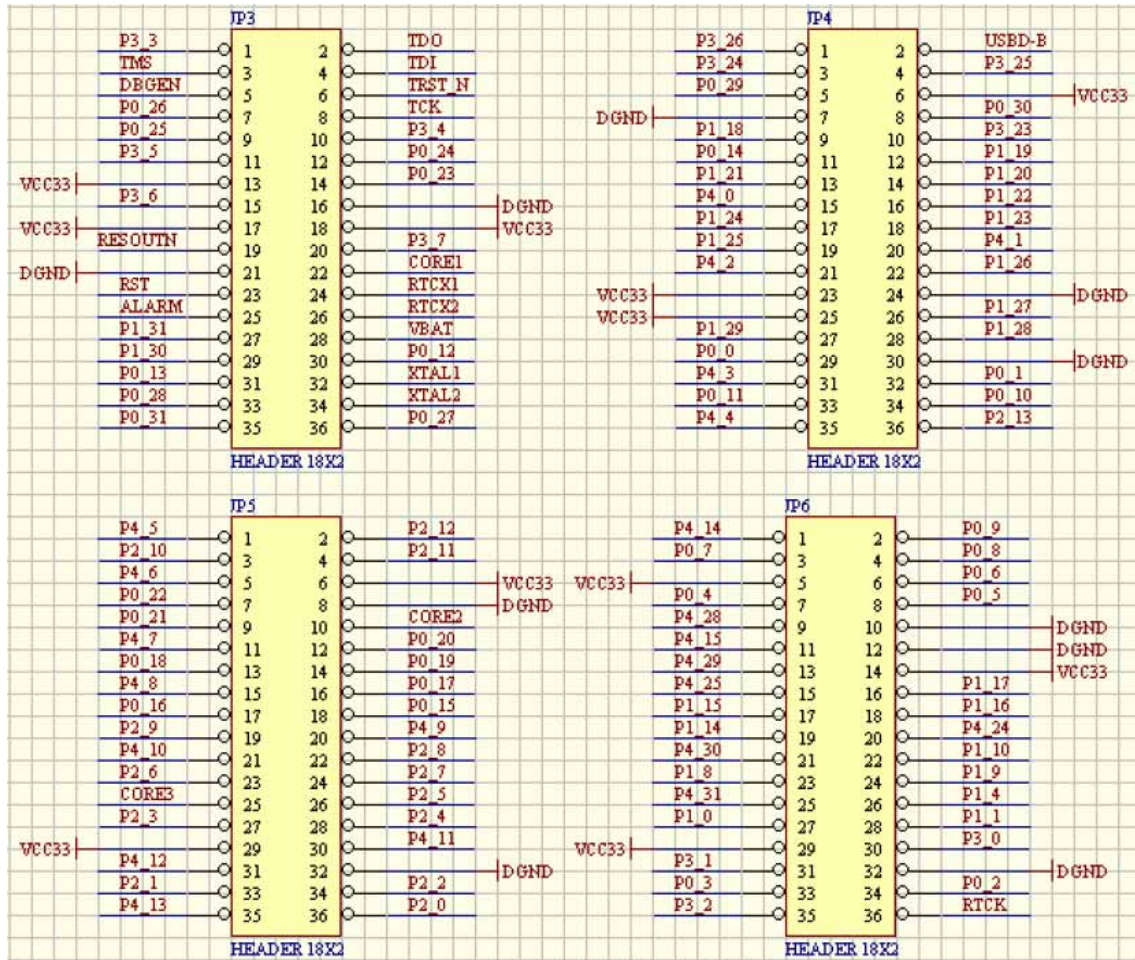 JP3
P3_3 1 2 TDO
TMS 3 4 TDI
DBGEN 5 6 TRST_N
P0_26 7 8 TCK
P0_25 9 10 P3_4
P3_5 11 12 P0_24
VCC33 13 14 P0_23
P3_6 15 16 DGND
VCC33 17 18 VCC33
RESOUTN 19 20 P3_7
DGND 21 22 CORE1
RST 23 24 RTCX1
ALARM 25 26 RTCX2
P1_31 27 28 VBAT
P1_30 29 30 P0_12
P0_13 31 32 XTAL1
P0_28 33 34 XTAL2
P0_31 35 36 P0_27
HEADER 18X2
JP4
P3_26 1 2 USBD-B
P3_24 3 4 P3_25
P0_29 5 6 VCC33
DGND 7 8 P0_30
P1_18 9 10 P3_23
P0_14 11 12 P1_19
P1_21 13 14 P1_20
P4_0 15 16 P1_22
P1_24 17 18 P1_23
P1_25 19 20 P4_1
P4_2 21 22 P1_26
VCC33 23 24 DGND
VCC33 25 26 P1_27
P1_29 27 28 P1_28
P0_0 29 30 DGND
P4_3 31 32 P0_1
P0_11 33 34 P0_10
P4_4 35 36 P2_13
HEADER 18X2
JP5
P4_5 1 2 P2_12
P2_10 3 4 P2_11
P4_6 5 6 VCC33
P0_22 7 8 DGND
P0_21 9 10 CORE2
P4_7 11 12 P0_20
P0_18 13 14 P0_19
P4_8 15 16 P0_17
P0_16 17 18 P0_15
P2_9 19 20 P4_9
P4_10 21 22 P2_8
P2_6 23 24 P2_7
CORE3 25 26 P2_5
P2_3 27 28 P2_4
VCC33 29 30 P4_11
P4_12 31 32 DGND
P2_1 33 34 P2_2
P4_13 35 36 P2_0
HEADER 18X2
JP6
P4_14 1 2 P0_9
P0_7 3 4 P0_8
VCC33 5 6 P0_6
P0_4 7 8 P0_5
P4_28 9 10 DGND
P4_15 11 12 DGND
P4_29 13 14 VCC33
P4_25 15 16 P1_17
P1_15 17 18 P1_16
P1_14 19 20 P4_24
P4_30 21 22 P1_10
P1_8 23 24 P1_9
P4_31 25 26 P1_4
P1_0 27 28 P1_1
VCC33 29 30 P3_0
P3_1 31 32 DGND
P0_3 33 34 P0_2
P3_2 35 36 RTCK
HEADER 18X2